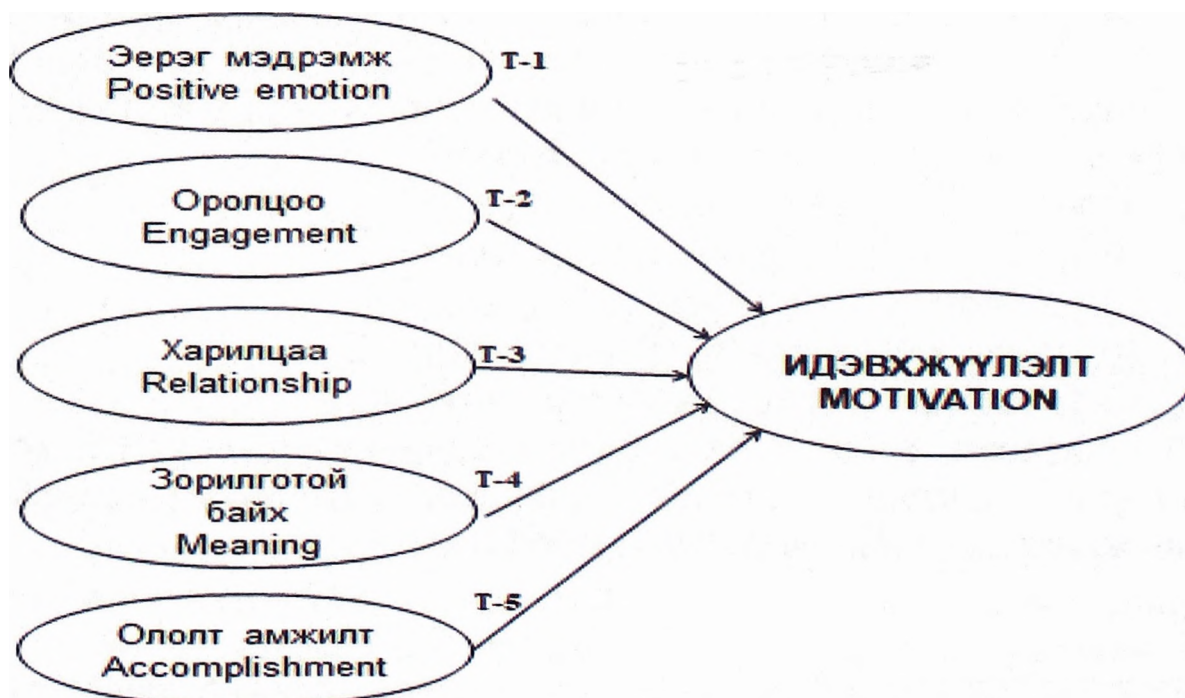 Эерэг мэдрэмж
Positive emotion
T-1
Оролцоо
Engagement
T-2
Харилцаа
Relationship
T-3
Зорилготой
байх
Meaning
T-4
Ололт амжилт
Accomplishment
T-5
ИДЭВХЖҮҮЛЭЛТ
MOTIVATION